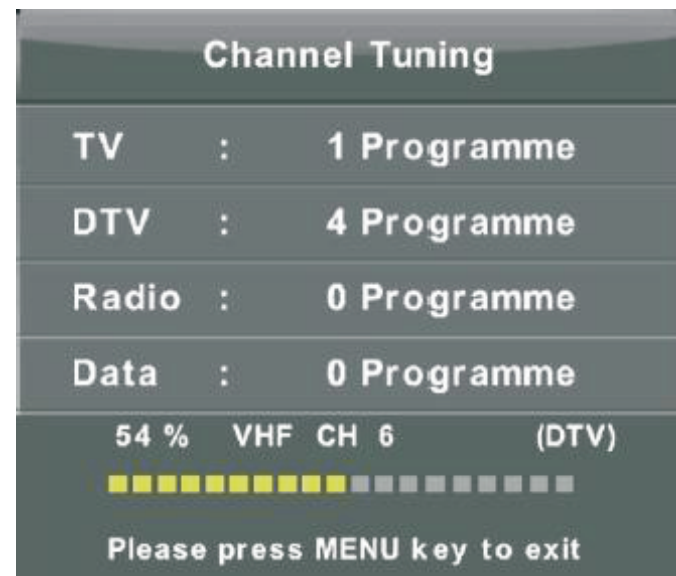 Channel Tuning
TV : 1 Programme
DTV : 4 Programme
Radio : 0 Programme
Data : 0 Programme
54 % VHF CH 6 (DTV)
Please press MENU key to exit